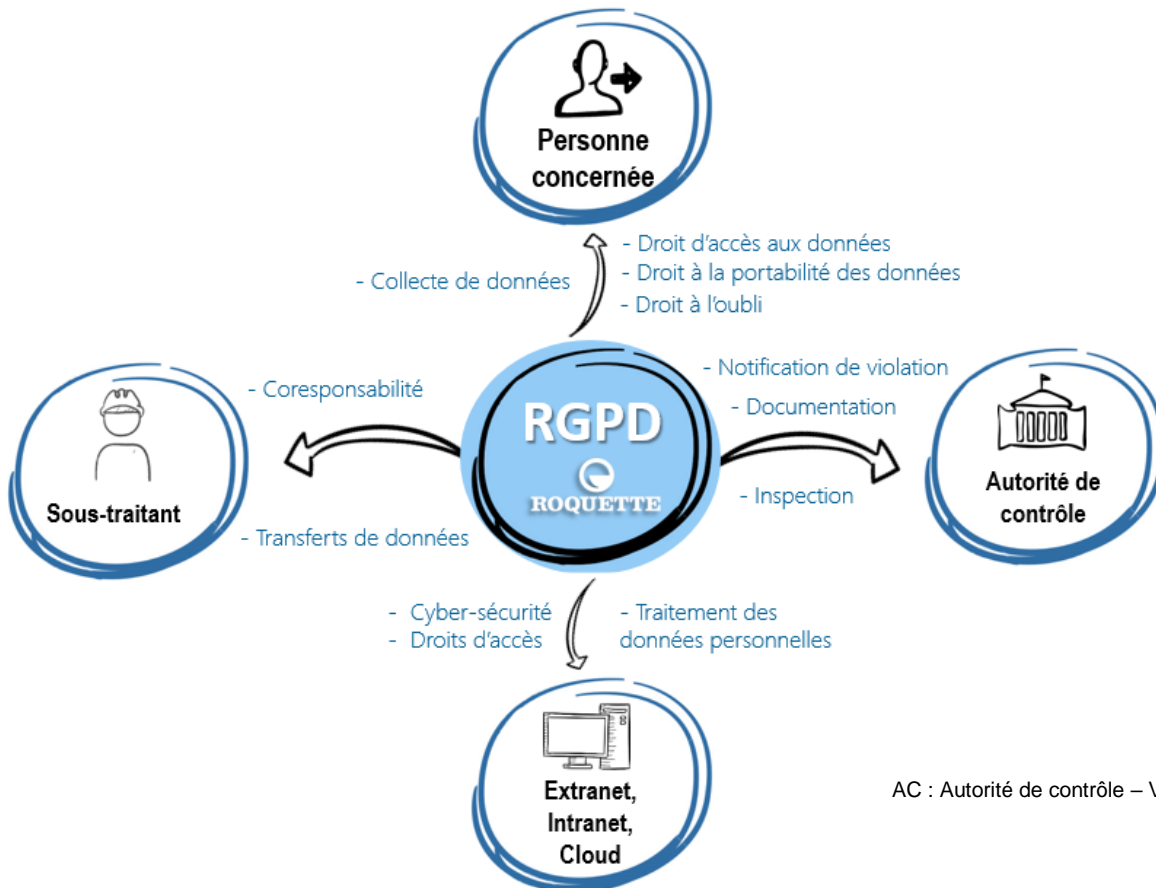 Personne
concernée
- Collecte de données
- Droit d'accès aux données
- Droit à la portabilité des données
- Droit à l'oubli
- Coresponsabilité
Sous-traitant
- Transferts de données
RGPD
ROQUETTE
- Notification de violation
- Documentation
- Inspection
Autorité de
contrôle
- Cyber-sécurité
- Droits d'accès
- Traitement des
données personnelles
Extranet,
Intranet,
Cloud
AC : Autorité de contrôle –